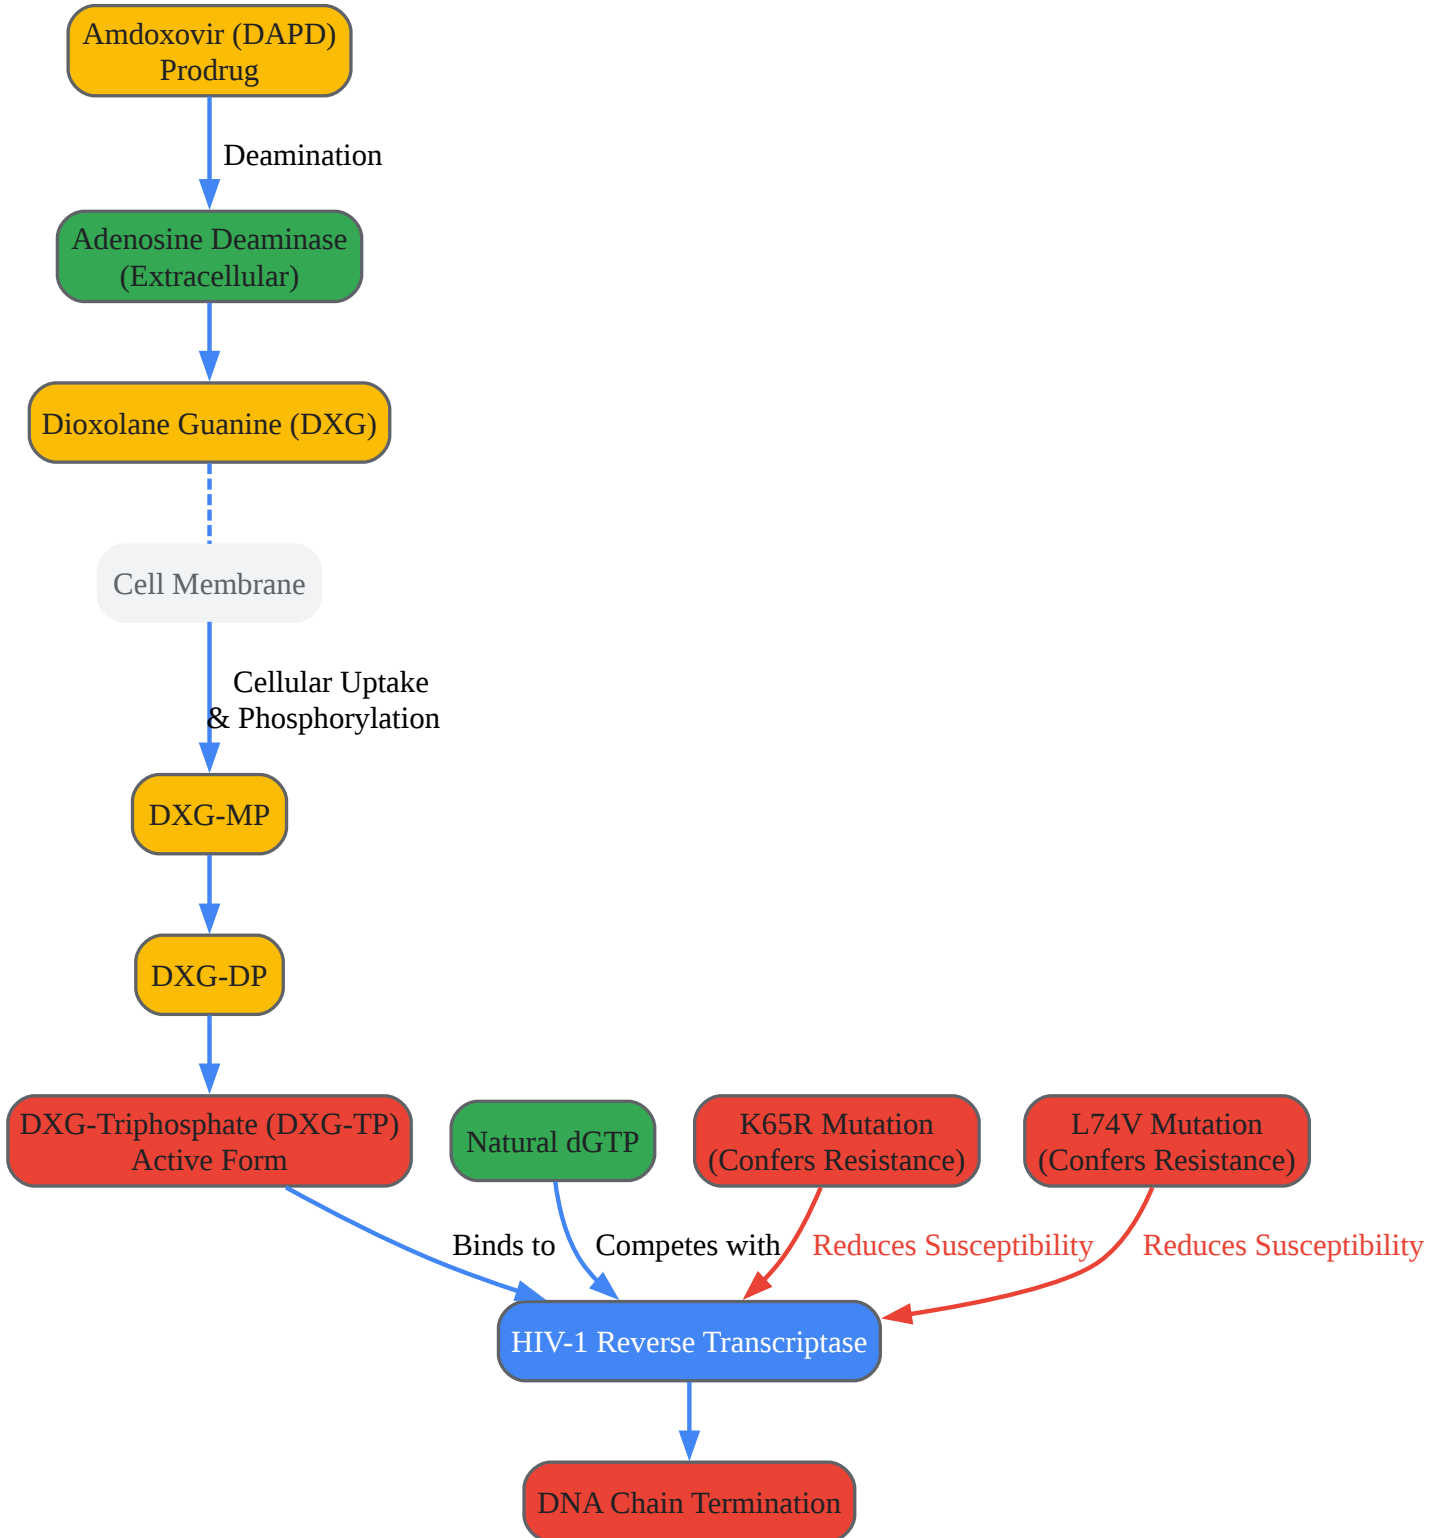 Amdoxovir (DAPD)
Prodrug
Deamination
Adenosine Deaminase
(Extracellular)
Dioxolane Guanine (DXG)
Cell Membrane
Cellular Uptake
& Phosphorylation
DXG-MP
DXG-DP
DXG-Triphosphate (DXG-TP)
Active Form
Natural dGTP
K65R Mutation
(Confers Resistance)
L74V Mutation
(Confers Resistance)
Binds to
Competes with
Reduces Susceptibility
Reduces Susceptibility
HIV-1 Reverse Transcriptase
DNA Chain Termination